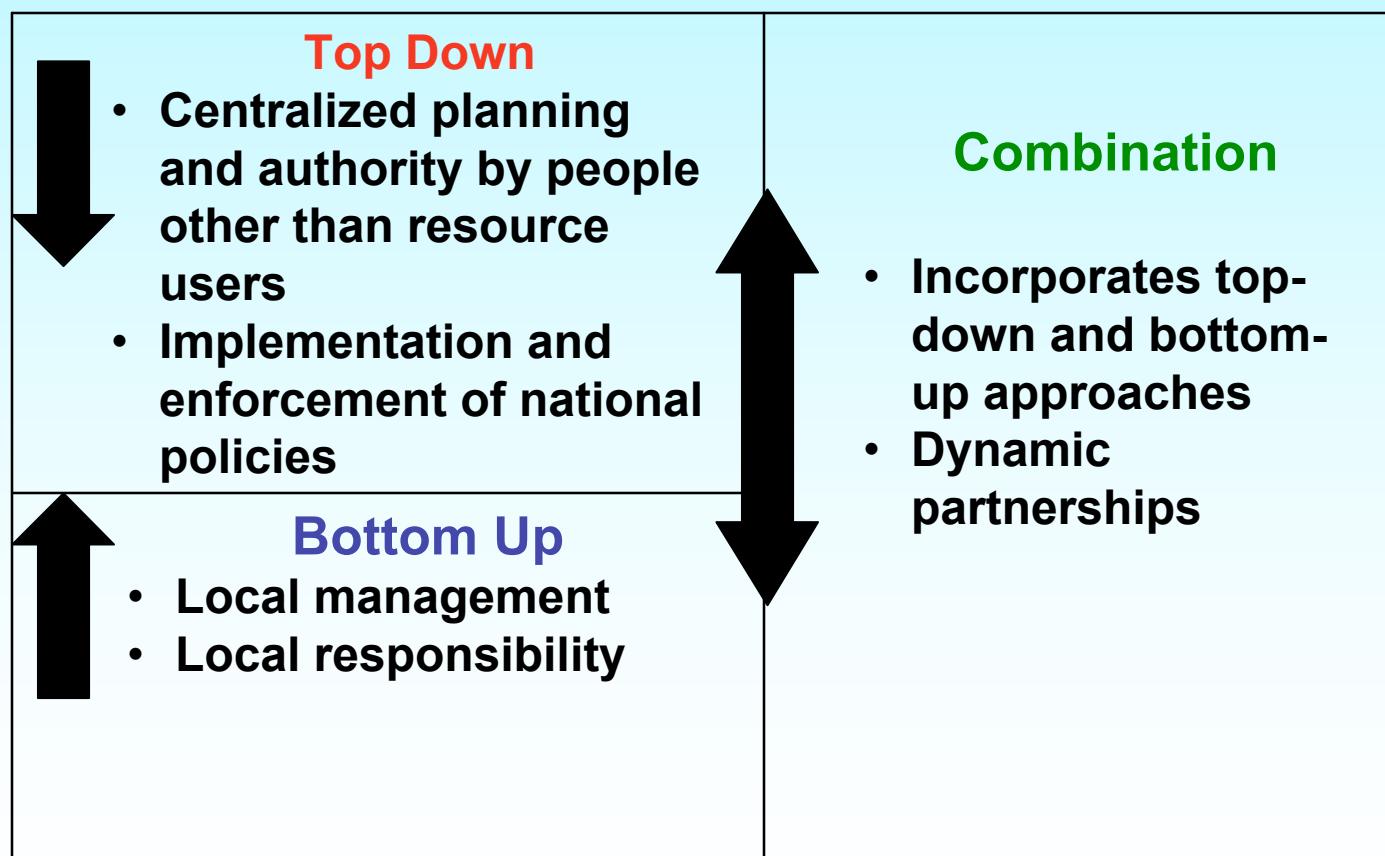 Top Down
• Centralized planning
and authority by people
other than resource
users
• Implementation and
enforcement of national
policies
Bottom Up
• Local management
• Local responsibility
Combination
• Incorporates top-
down and bottom-
up approaches
• Dynamic
partnerships